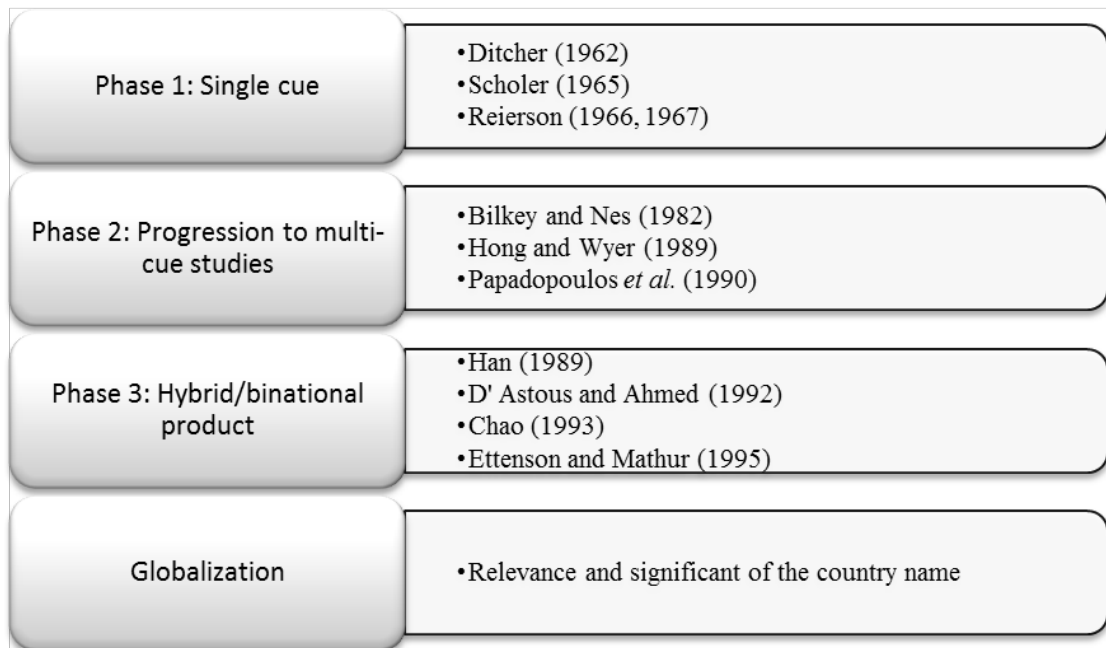 Phase 1: Single cue
•Ditcher (1962)
•Scholer (1965)
•Reierson (1966, 1967)
Phase 2: Progression to multi-
cue studies
•Bilkey and Nes (1982)
•Hong and Wyer (1989)
•Papadopoulos et al. (1990)
Phase 3: Hybrid/binational
product
•Han (1989)
•D' Astous and Ahmed (1992)
•Chao (1993)
•Ettenson and Mathur (1995)
Globalization
•Relevance and significant of the country name